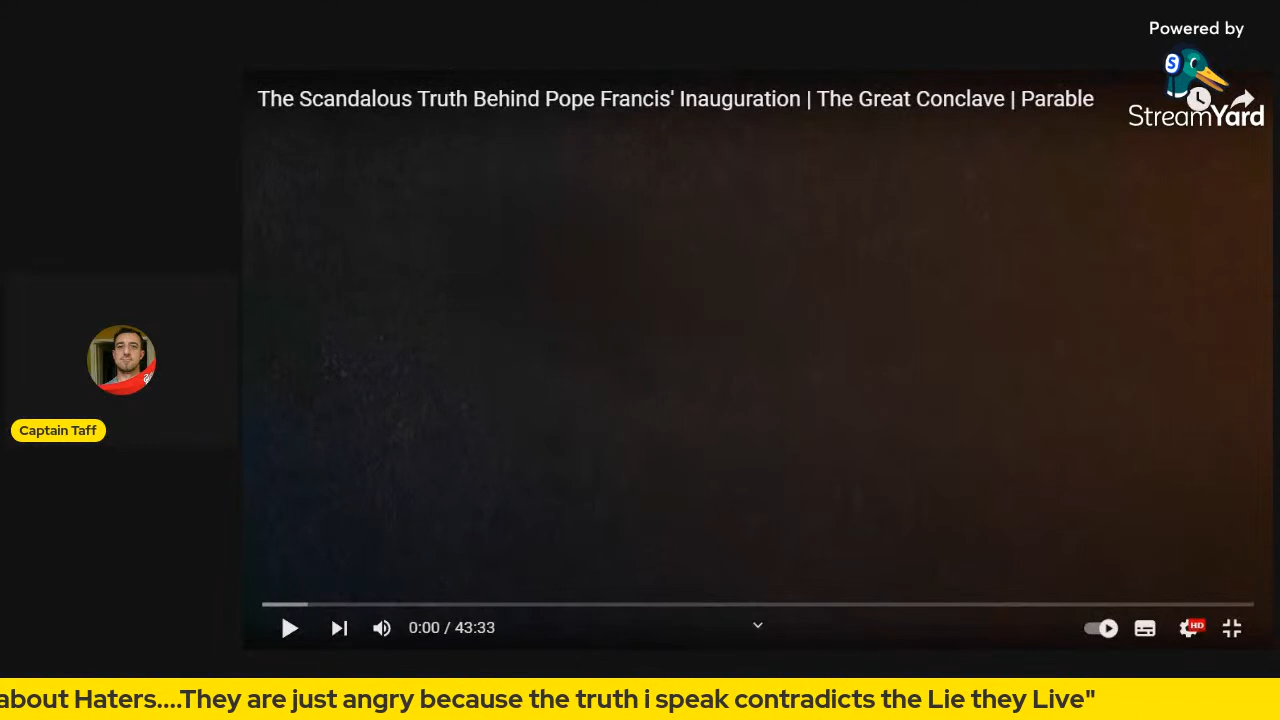 Powered by
S
StreamYard
The Scandalous Truth Behind Pope Francis' Inauguration | The Great Conclave | Parable
Captain Taff
0:00 / 43:33
HD
about Haters....They are just angry because the truth i speak contradicts the Lie they Live"